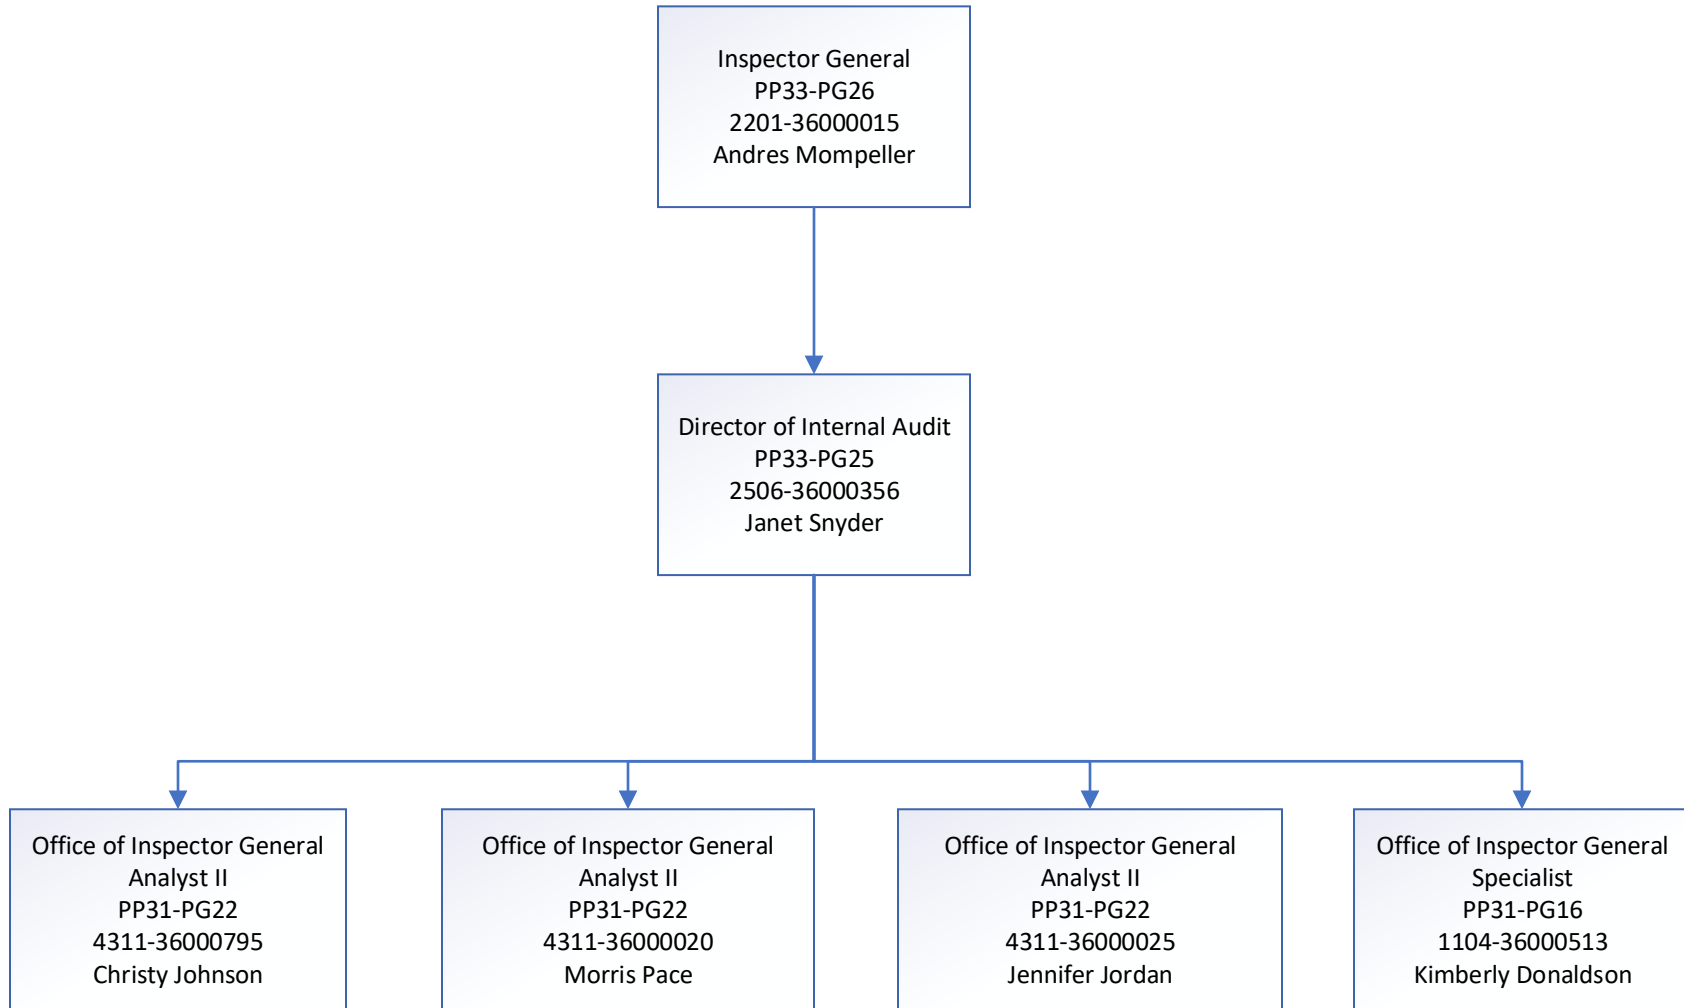 Inspector General
PP33-PG26
2201-36000015
Andres Mompeller
Director of Internal Audit
PP33-PG25
2506-36000356
Janet Snyder
Office of Inspector General
Analyst II
PP31-PG22
4311-36000795
Christy Johnson
Office of Inspector General
Analyst II
PP31-PG22
4311-36000020
Morris Pace
Office of Inspector General
Analyst II
PP31-PG22
4311-36000025
Jennifer Jordan
Office of Inspector General
Specialist
PP31-PG16
1104-36000513
Kimberly Donaldson